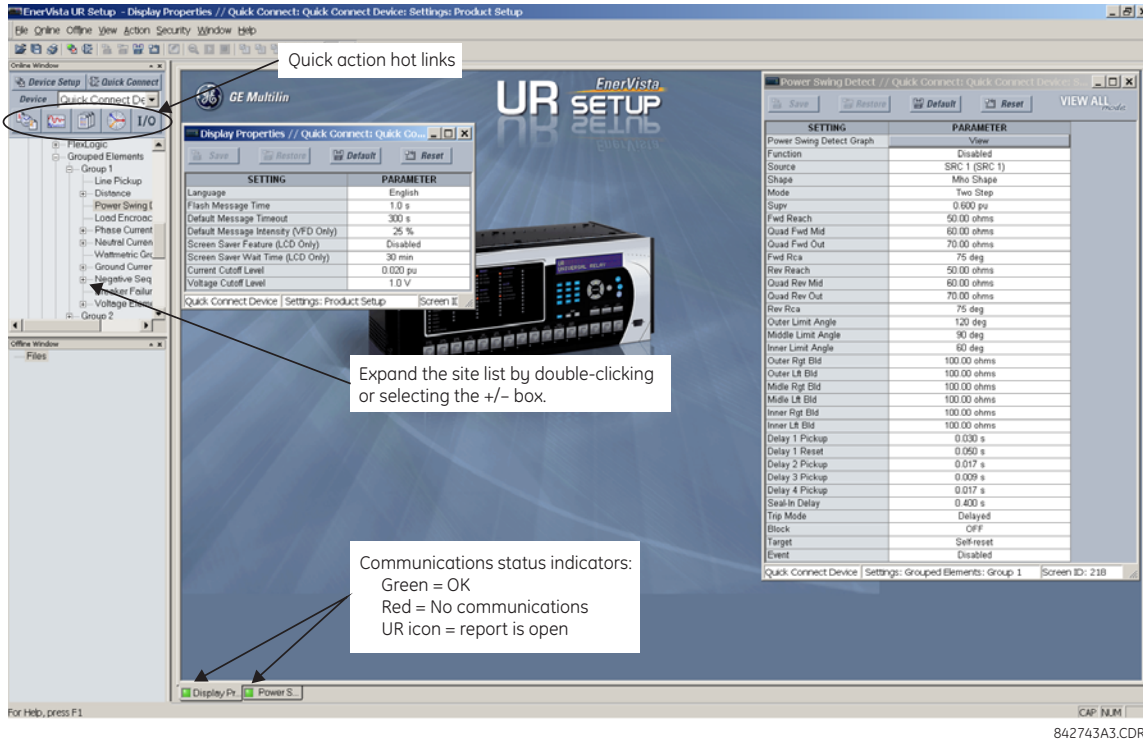 EnerVista UR Setup - Display Properties // Quick Connect: Quick Connect Device: Settings: Product Setup
File Online Offline View Action Security Window Help
Quick action hot links
Online Window
Device Setup Quick Connect
Device Quick Connect De
I/O
FlexLogic
Grouped Elements
Group 1
Line Pickup
Distance
Power Swing D
Load Encroac
Phase Current
Neutral Curren
Wattmetric Gro
Ground Currer
Negative Seq
Breaker Failur
Voltage Eleme
Group 2
Offline Window
Files
GE Multilin
EnerVista
UR SETUP
Display Properties // Quick Connect: Quick Co...
Save Restore Default Reset
SETTING PARAMETER
Language English
Flash Message Time 1.0 s
Default Message Timeout 300 s
Default Message Intensity (VFD Only) 25 %
Screen Saver Feature (LCD Only) Disabled
Screen Saver Wait Time (LCD Only) 30 min
Current Cutoff Level 0.020 pu
Voltage Cutoff Level 1.0 V
Quick Connect Device Settings: Product Setup Screen ID
UR
UNIVERSAL RELAY
Expand the site list by double-clicking
or selecting the +/– box.
Communications status indicators:
Green = OK
Red = No communications
UR icon = report is open
Power Swing Detect // Quick Connect: Quick Connect Device: S...
Save Restore Default Reset VIEW ALL mode
SETTING PARAMETER
Power Swing Detect Graph View
Function Disabled
Source SRC 1 (SRC 1)
Shape Mho Shape
Mode Two Step
Supv 0.600 pu
Fwd Reach 50.00 ohms
Quad Fwd Mid 60.00 ohms
Quad Fwd Out 70.00 ohms
Fwd Rca 75 deg
Rev Reach 50.00 ohms
Quad Rev Mid 60.00 ohms
Quad Rev Out 70.00 ohms
Rev Rca 75 deg
Outer Limit Angle 120 deg
Middle Limit Angle 90 deg
Inner Limit Angle 60 deg
Outer Rgt Bld 100.00 ohms
Outer Lft Bld 100.00 ohms
Midle Rgt Bld 100.00 ohms
Midle Lft Bld 100.00 ohms
Inner Rgt Bld 100.00 ohms
Inner Lft Bld 100.00 ohms
Delay 1 Pickup 0.030 s
Delay 1 Reset 0.050 s
Delay 2 Pickup 0.017 s
Delay 3 Pickup 0.009 s
Delay 4 Pickup 0.017 s
Seal-In Delay 0.400 s
Trip Mode Delayed
Block OFF
Target Self-reset
Event Disabled
Quick Connect Device Settings: Grouped Elements: Group 1 Screen ID: 218
Display Pr... Power S...
For Help, press F1
CAP NUM
842743A3.CDR